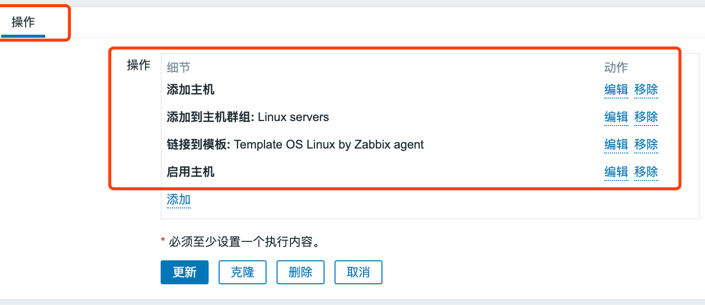 操作
操作 细节 动作
添加主机 编辑 移除
添加到主机群组: Linux servers 编辑 移除
链接到模板: Template OS Linux by Zabbix agent 编辑 移除
启用主机 编辑 移除
添加
* 必须至少设置一个执行内容。
更新 克隆 删除 取消